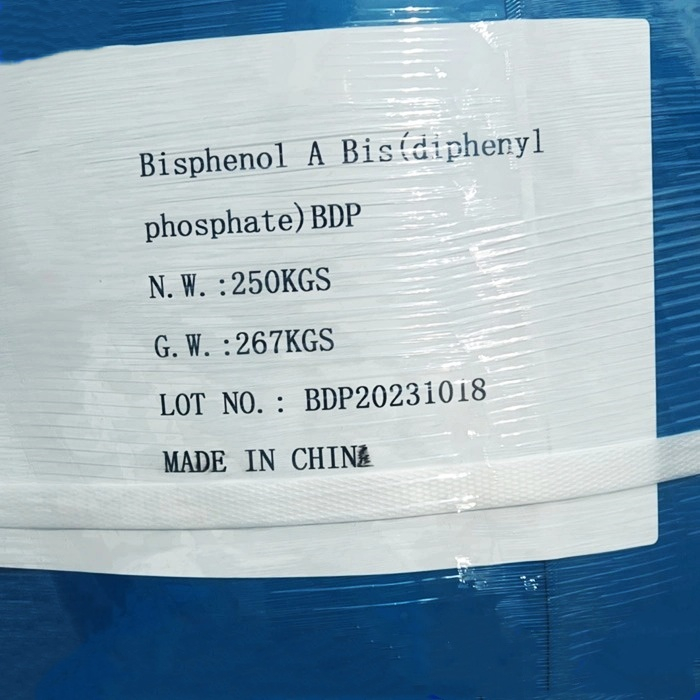 Bisphenol A Bis(diphenyl
phosphate)BDP
N.W.:250KGS
G.W.:267KGS
LOT NO.: BDP20231018
MADE IN CHINA